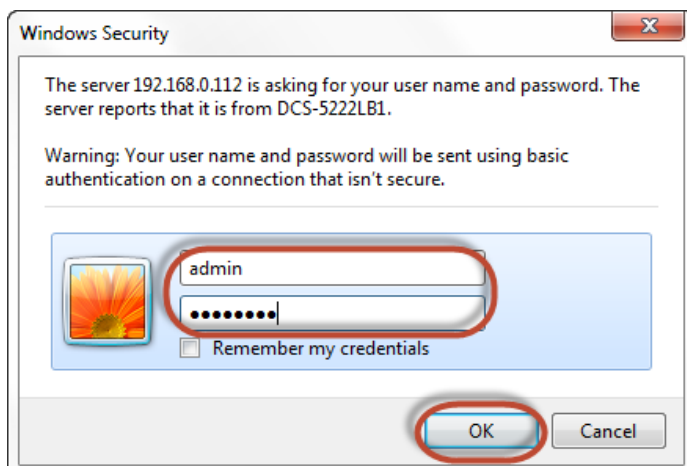 Windows Security
The server 192.168.0.112 is asking for your user name and password. The
server reports that it is from DCS-5222LB1.
Warning: Your user name and password will be sent using basic
authentication on a connection that isn't secure.
admin
●●●●●●●●
Remember my credentials
OK
Cancel